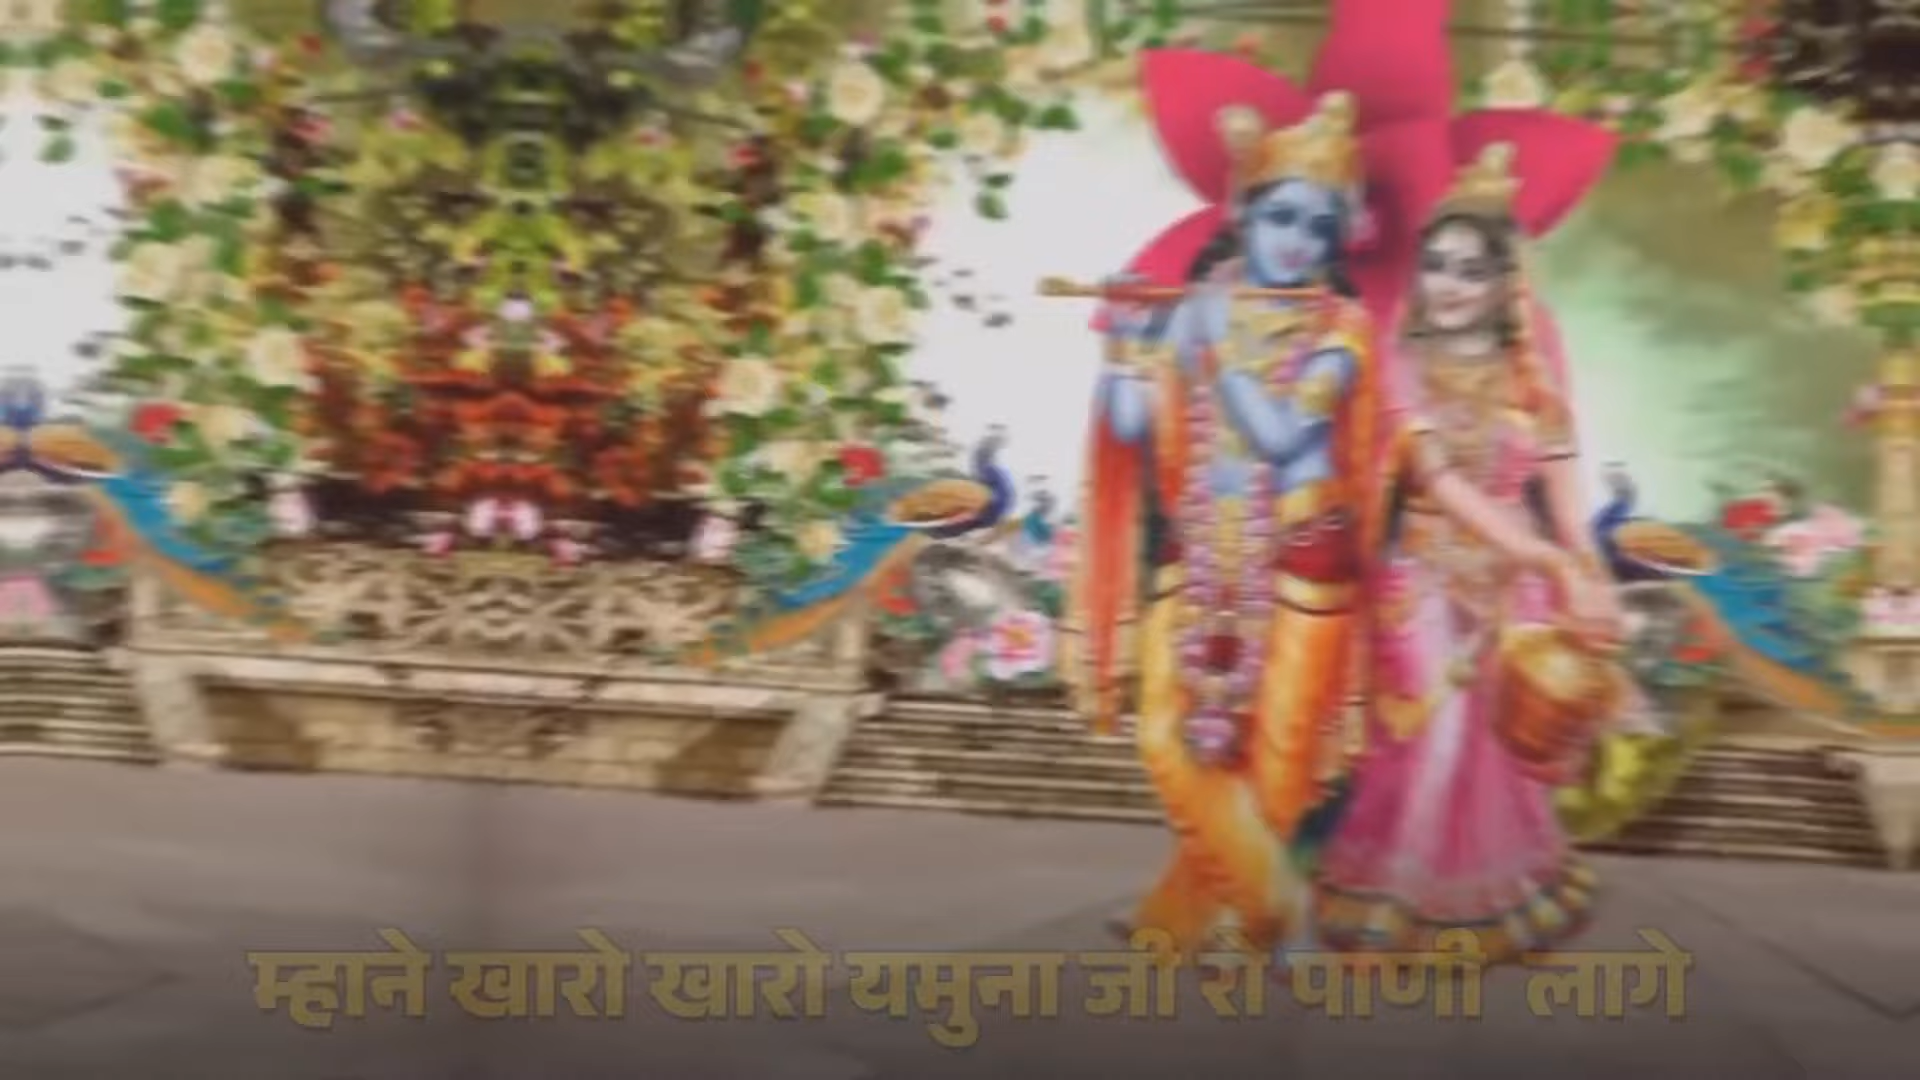 म्हाने खारो खारो यमुना जी रो पाणी लागे